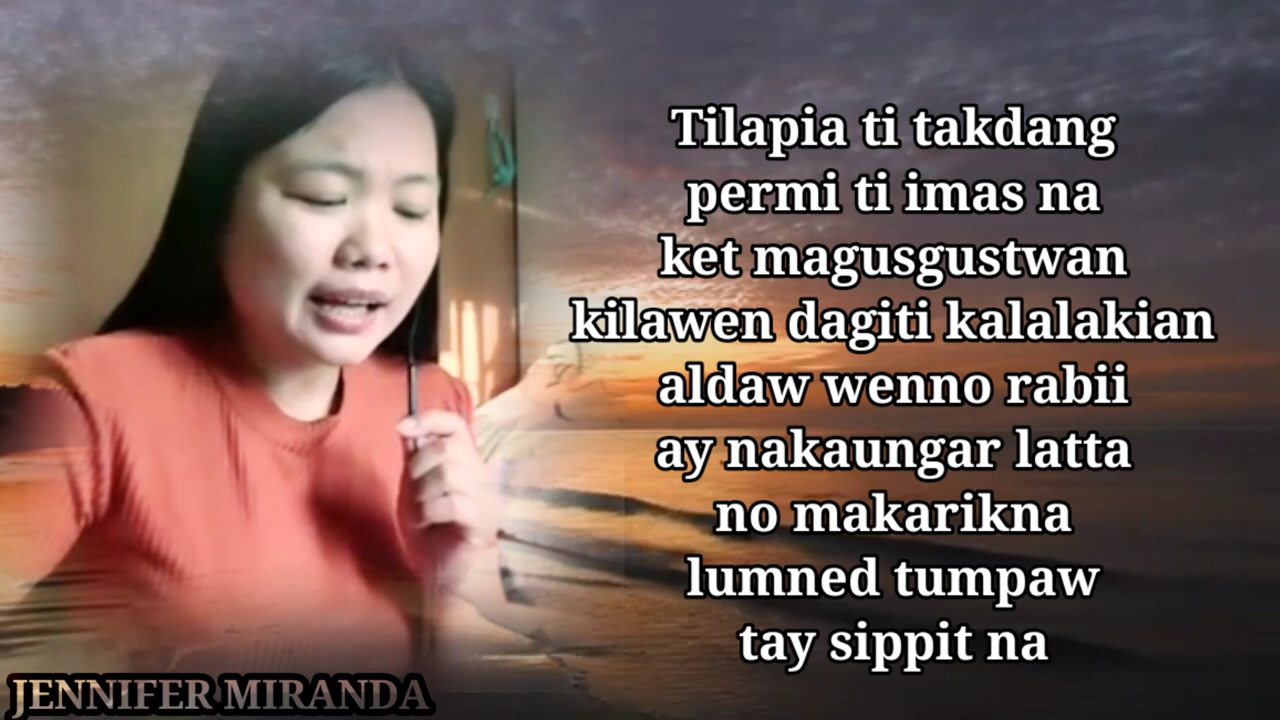 Tilapia ti takdang
permi ti imas na
ket magusgustwan
kilawen dagiti kalalakian
aldaw wenno rabii
ay nakaungar latta
no makarikna
lumned tumpaw
tay sippit na
JENNIFER MIRANDA